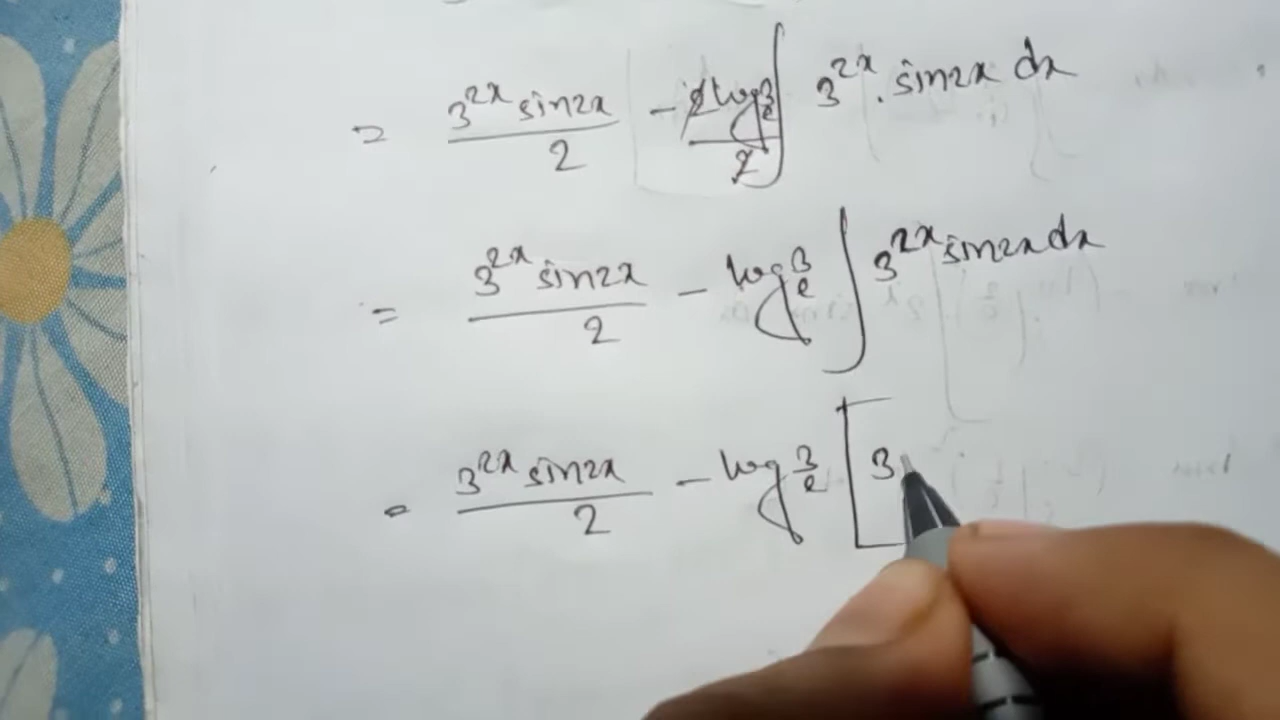 = 3^{2x} sin2x / 2 - 2log_e^3 / 2 ∫ 3^{2x} . sin2x dx
= 3^{2x} sin2x / 2 - log_e^3 ∫ 3^{2x} sin2x dx
= 3^{2x} sin2x / 2 - log_e^3 [ 3